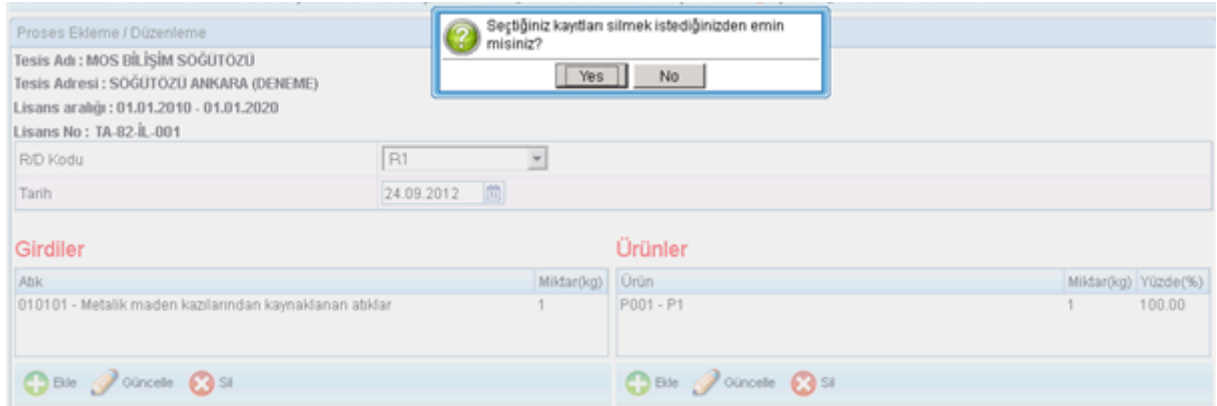 Proses Ekleme / Düzenleme
Seçtiğiniz kayıtları silmek istediğinizden emin
misiniz?
Yes No
Tesis Adı : MOS BİLİŞİM SÖĞÜTÖZÜ
Tesis Adresi : SÖĞÜTÖZÜ ANKARA (DENEME)
Lisans aralığı : 01.01.2010 - 01.01.2020
Lisans No : TA-82-İL-001
R/D Kodu R1
Tarih 24.09.2012
Girdiler
Atık Miktar(kg)
010101 - Metalik maden kazılarından kaynaklanan atıklar 1
Ekle Güncelle Sil
Ürünler
Ürün Miktar(kg) Yüzde(%)
P001 - P1 1 100.00
Ekle Güncelle Sil